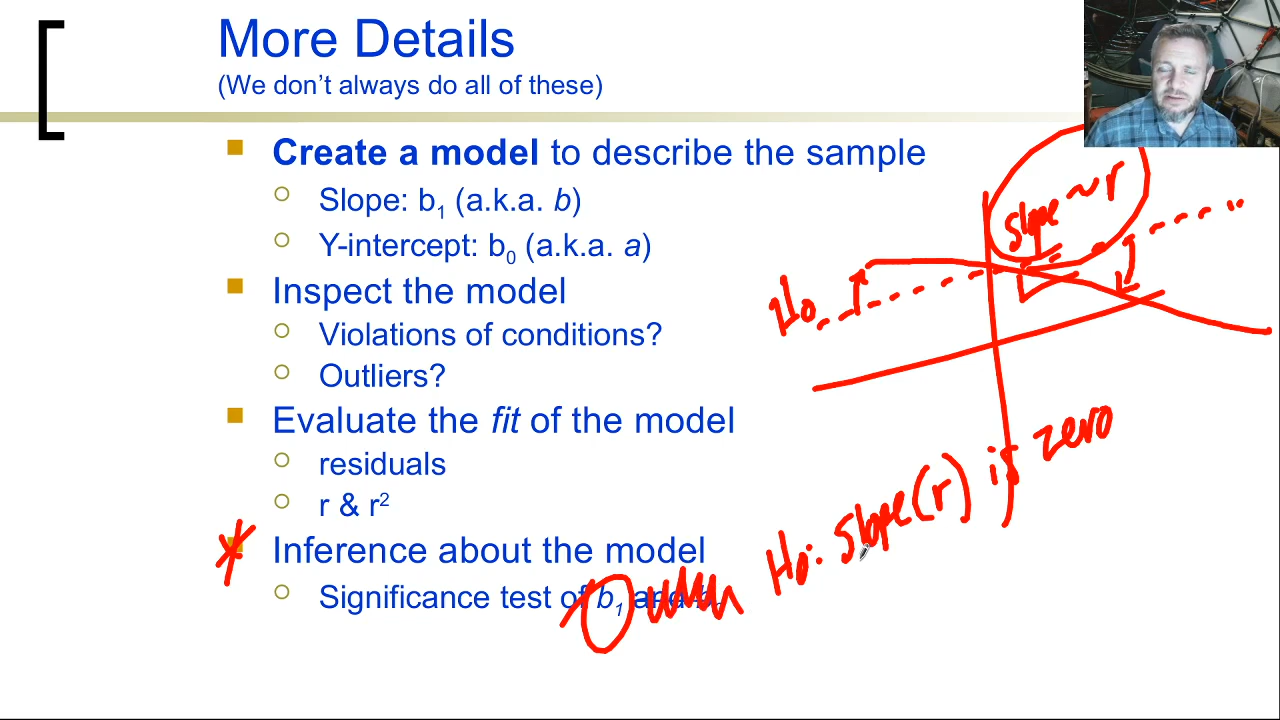 More Details
(We don't always do all of these)
Create a model to describe the sample
Slope: b1 (a.k.a. b)
Y-intercept: b0 (a.k.a. a)
Inspect the model
Violations of conditions?
Outliers?
Evaluate the fit of the model
residuals
r & r2
Inference about the model
Significance test of b1 and
slope ~ r
Ho
Ho: slope(r) is zero